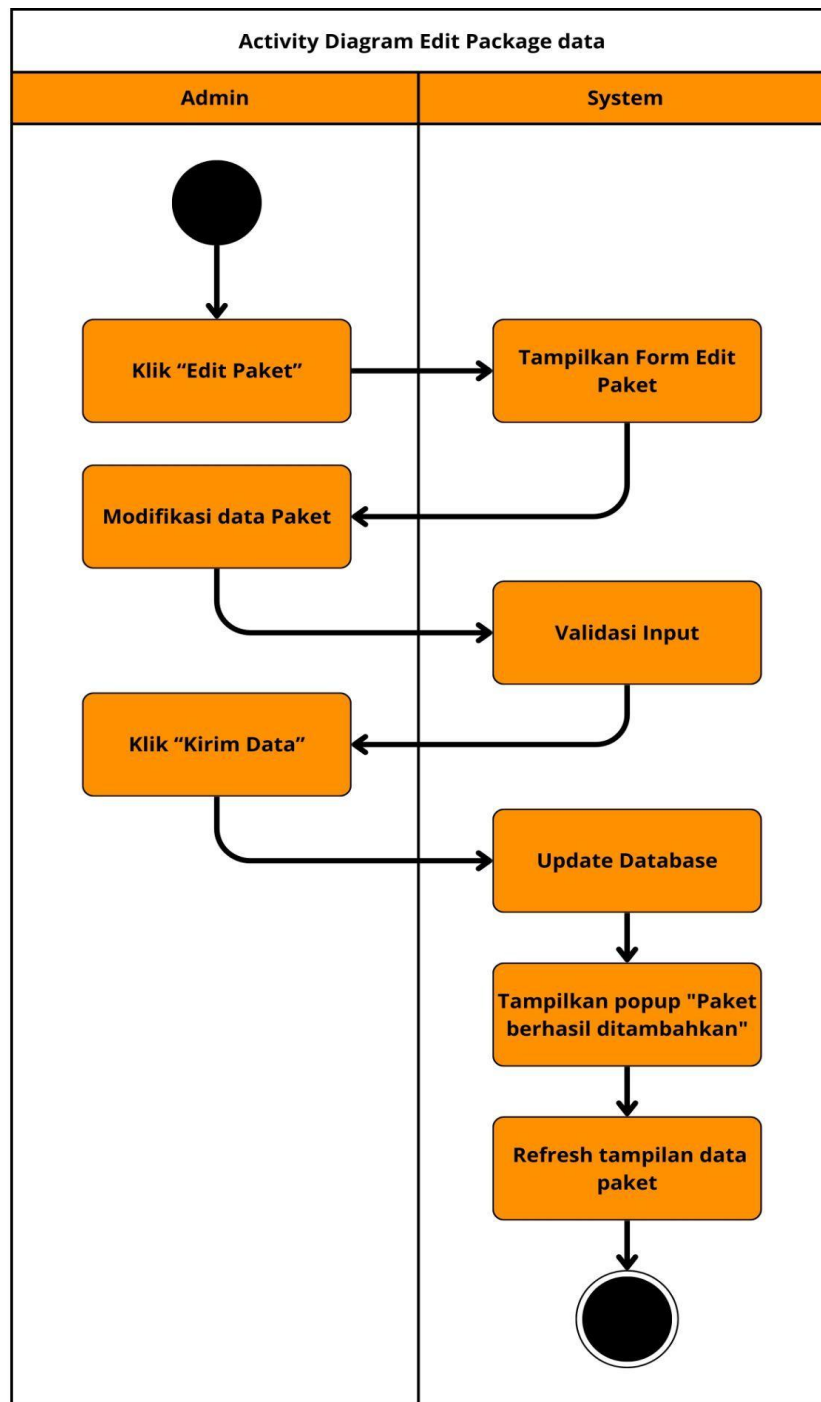 Activity Diagram Edit Package data
Admin
System
Klik “Edit Paket”
Tampilkan Form Edit
Paket
Modifikasi data Paket
Validasi Input
Klik “Kirim Data”
Update Database
Tampilkan popup "Paket
berhasil ditambahkan"
Refresh tampilan data
paket